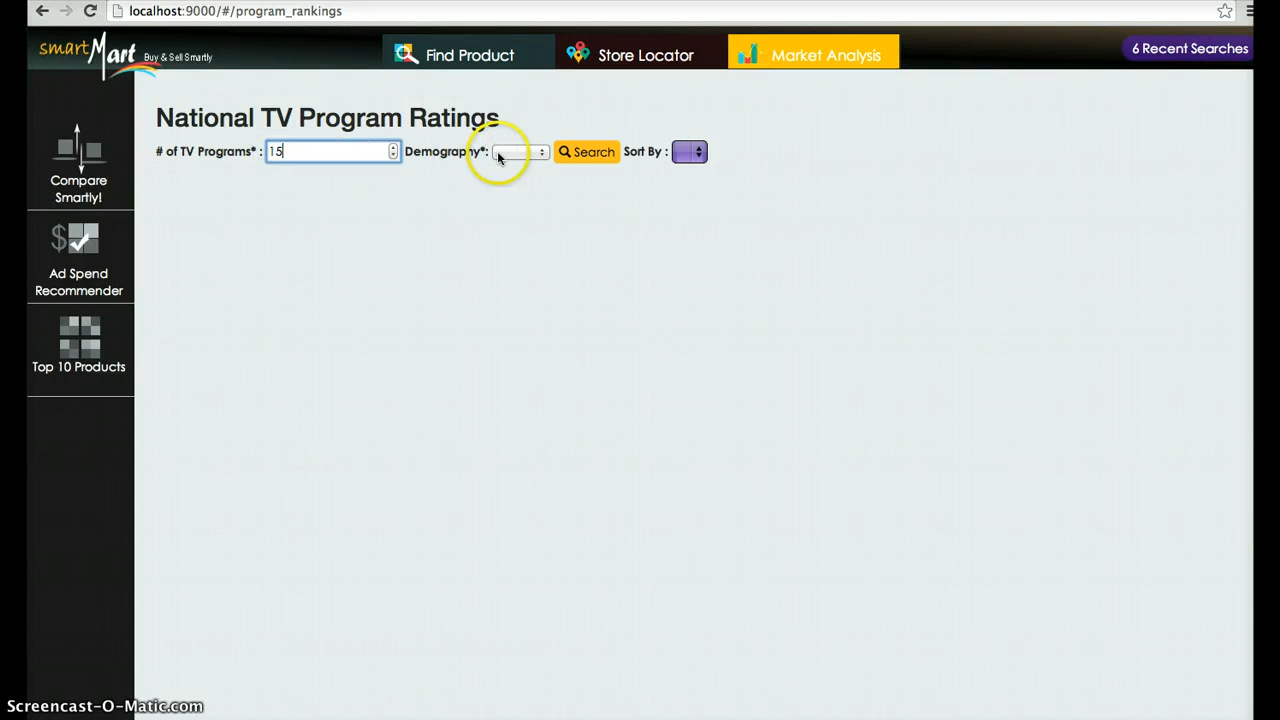 localhost:9000/#/program_rankings
smartMart Buy & Sell Smartly
Find Product
Store Locator
Market Analysis
6 Recent Searches
National TV Program Ratings
# of TV Programs* : 15 Demography*: Search Sort By :
Compare
Smartly!
$
Ad Spend
Recommender
Top 10 Products
Screencast-O-Matic.com